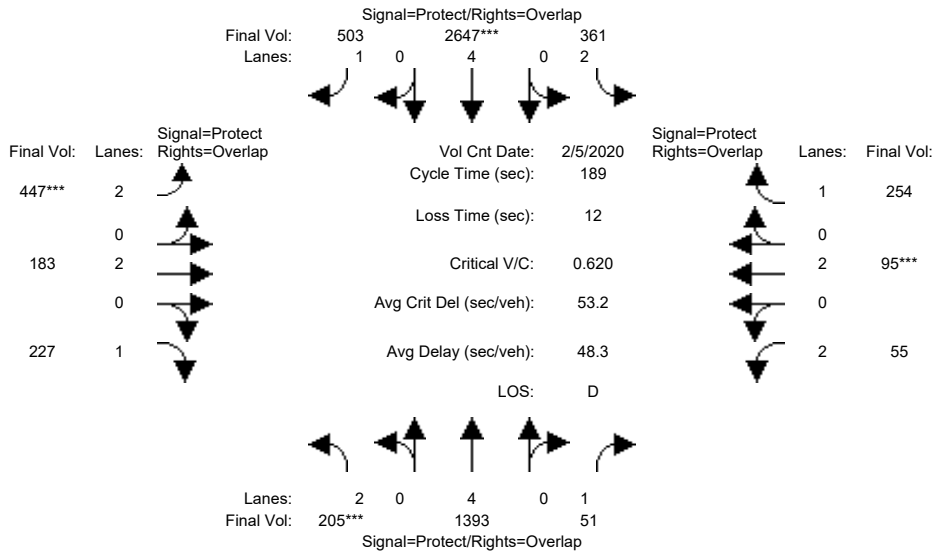 Signal=Protect/Rights=Overlap
Final Vol: 503 2647*** 361
Lanes: 1 0 4 0 2
Signal=Protect
Final Vol: Lanes: Rights=Overlap
Vol Cnt Date: 2/5/2020
Signal=Protect
Rights=Overlap Lanes: Final Vol:
Cycle Time (sec): 189
447*** 2
1 254
Loss Time (sec): 12
0
0
183 2
Critical V/C: 0.620
2 95***
0
Avg Crit Del (sec/veh): 53.2
0
227 1
Avg Delay (sec/veh): 48.3
2 55
LOS: D
Lanes: 2 0 4 0 1
Final Vol: 205*** 1393 51
Signal=Protect/Rights=Overlap